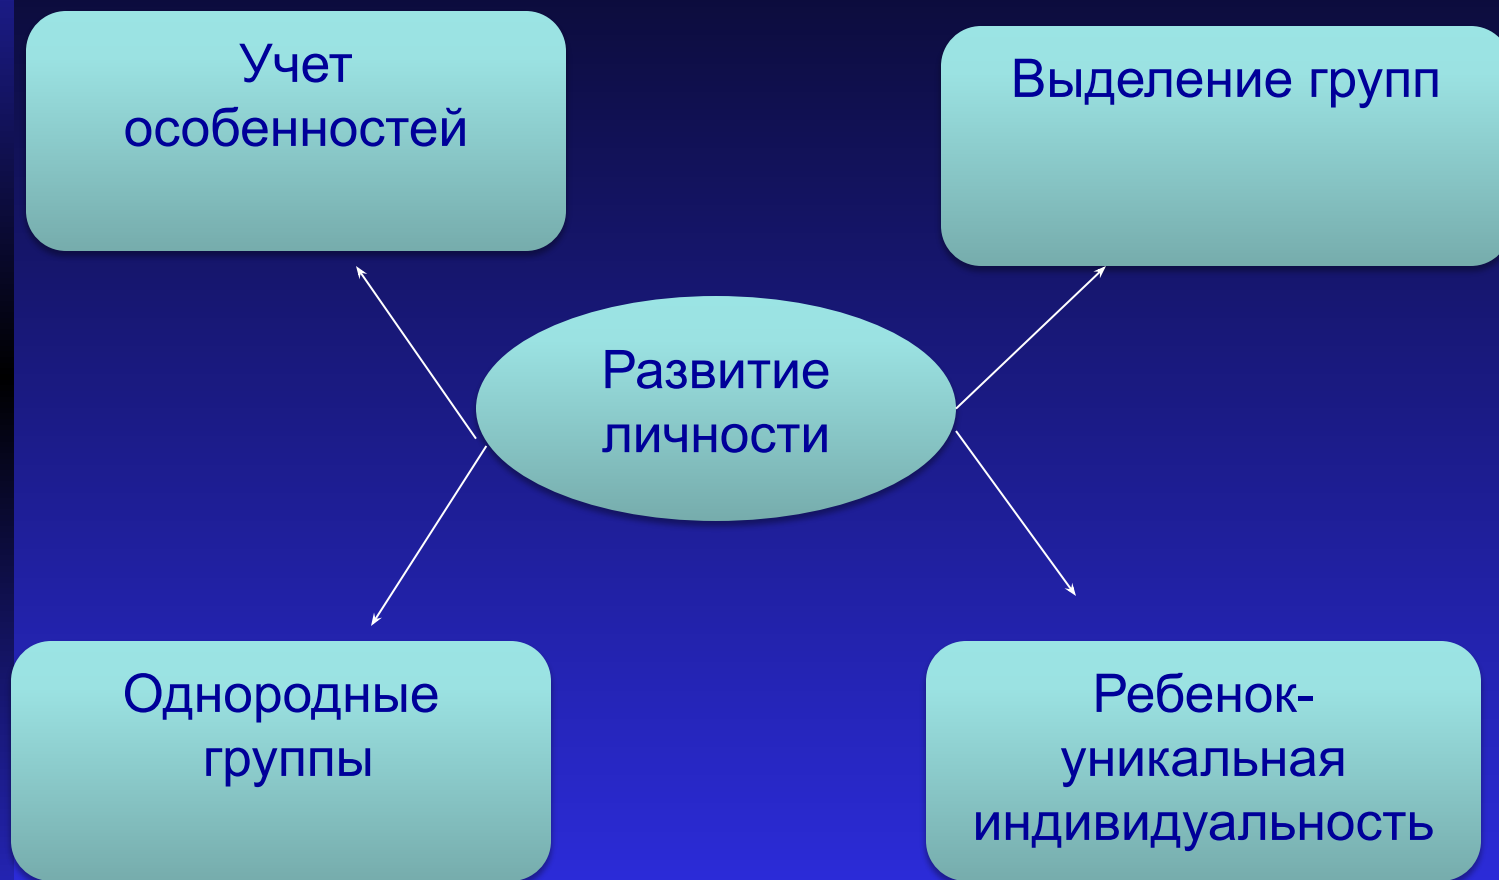 Учет
особенностей
Выделение групп
Развитие
личности
Однородные
группы
Ребенок-
уникальная
индивидуальность